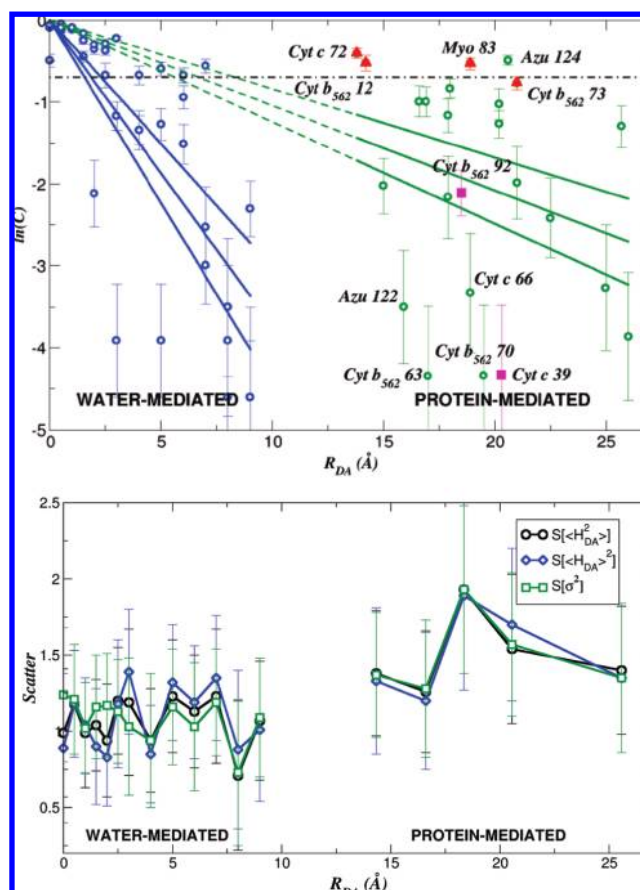 Cyt c 72
Myo 83
Azu 124
Cyt b562 12
Cyt b562 73
-1
Cyt b562 92
ln(C)
-2
-3
Azu 122
Cyt c 66
-4
Cyt b562 63
Cyt b562 70
Cyt c 39
WATER-MEDIATED
PROTEIN-MEDIATED
-5
0 5 10 15 20 25
RDA (Å)
2.5
S[<H²DA>]
S[<HDA>²]
S[σ²]
2
Scatter
1.5
1
0.5
WATER-MEDIATED
PROTEIN-MEDIATED
0 5 10 15 20 25
RDA (Å)